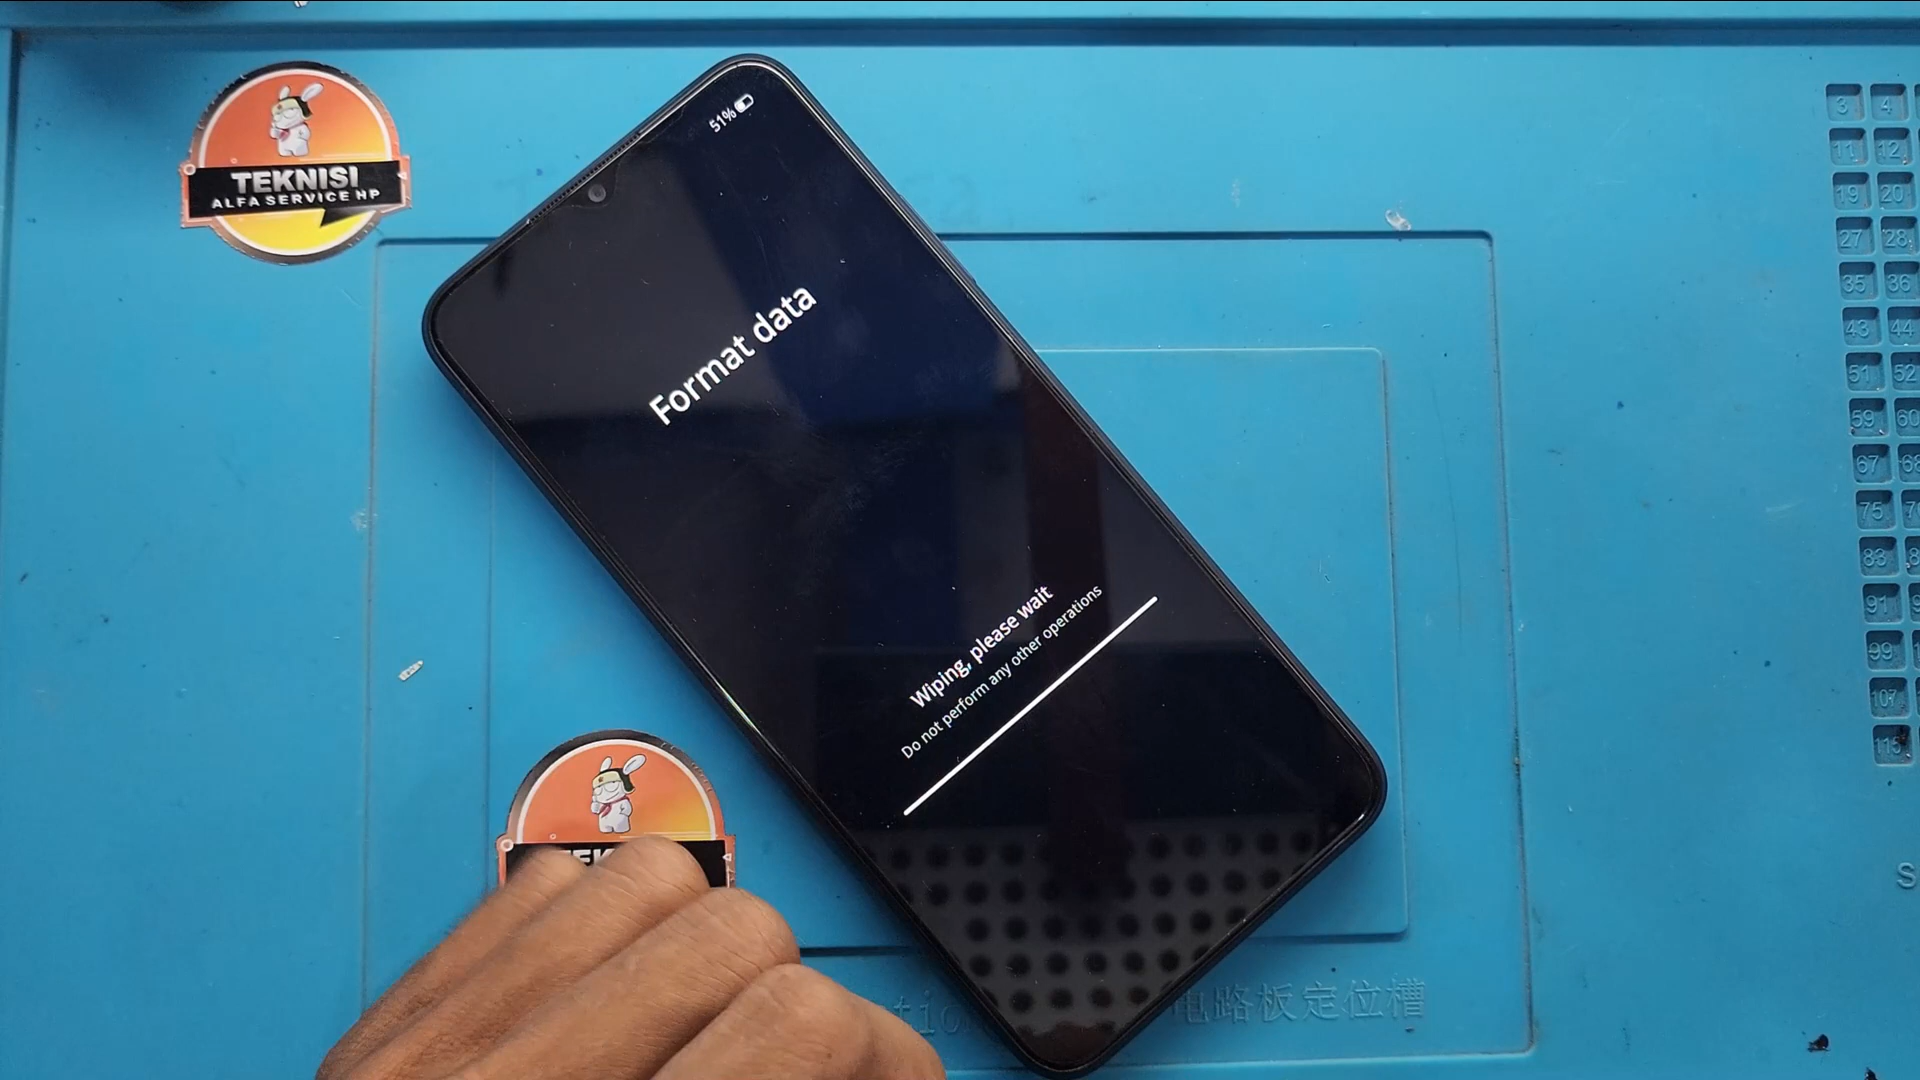 TEKNISI
ALFA SERVICE HP
51%
Format data
Wiping, please wait
Do not perform any other operations
3 4
11 12
19 20
27 28
35 36
43 44
51 52
59 60
67 68
75
83
91
99
107
115
S
电路板定位槽